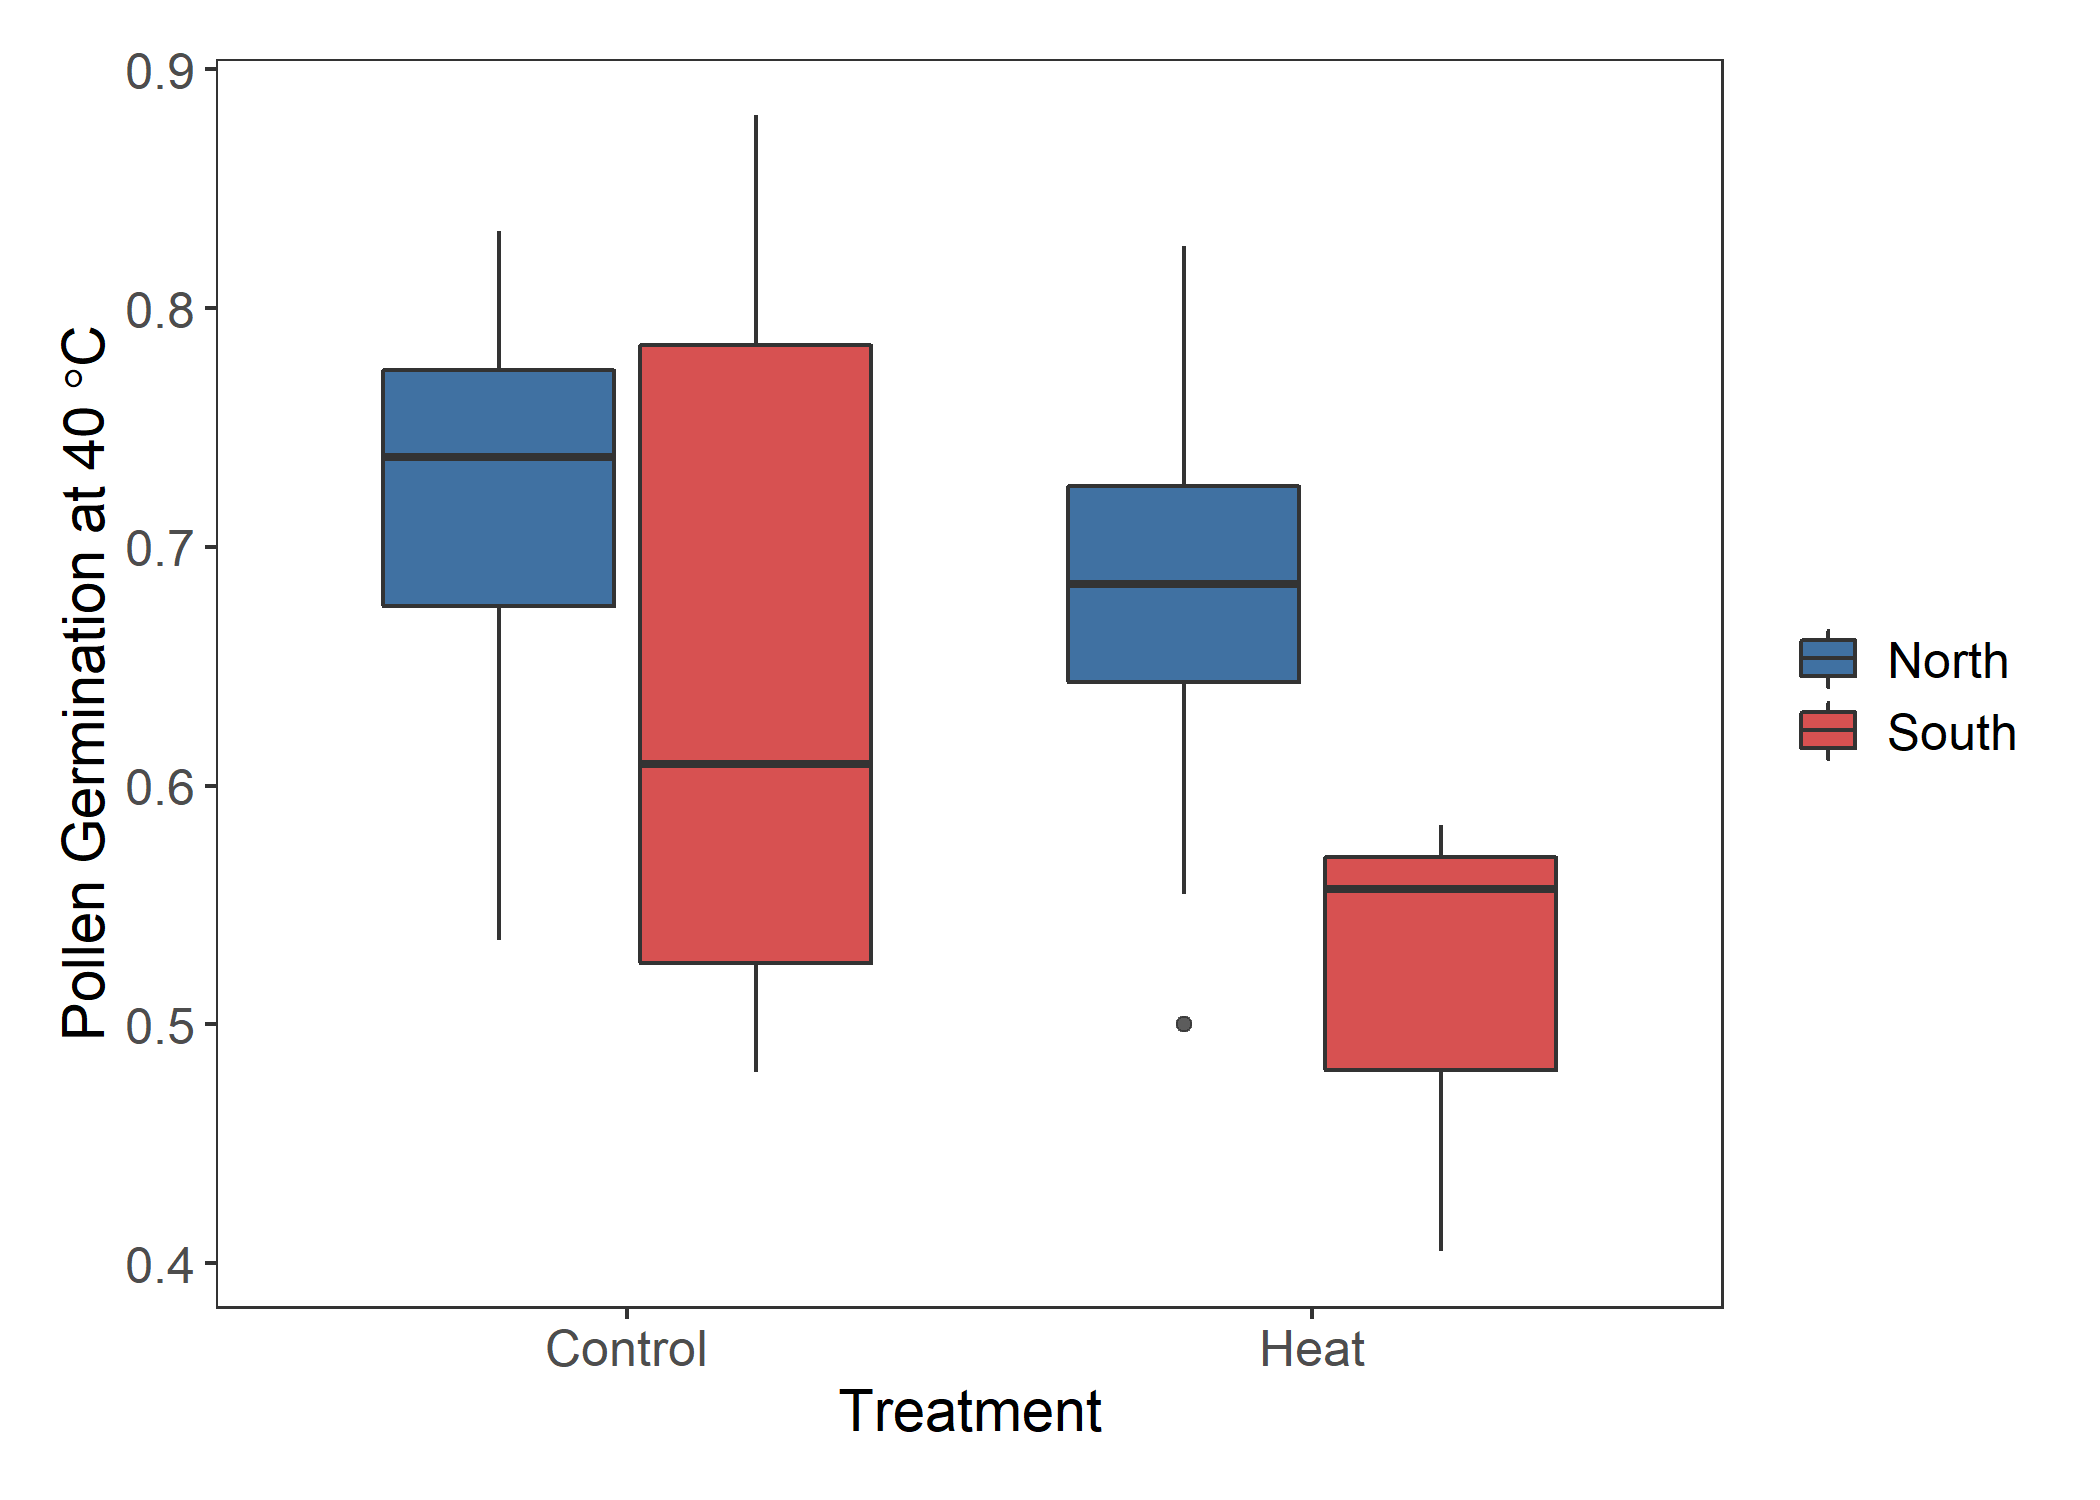 Pollen Germination at 40 °C
0.9
0.8
0.7
0.6
0.5
0.4
Control
Heat
Treatment
North
South